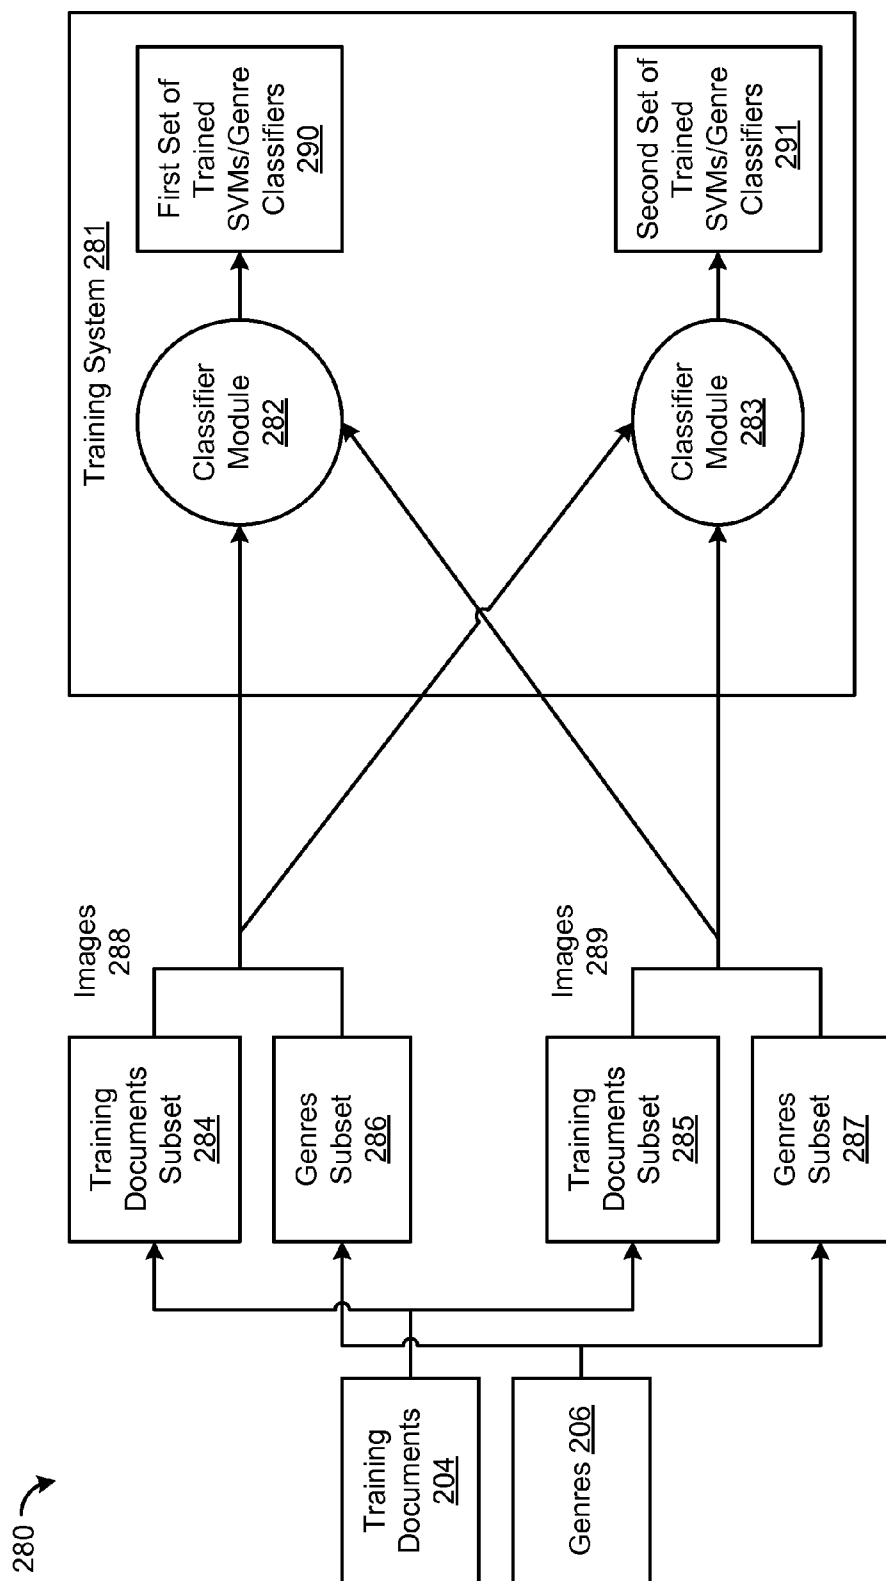 280
Training
Documents
204
Genres 206
Training
Documents
Subset
284
Genres
Subset
286
Training
Documents
Subset
285
Genres
Subset
287
Images
288
Images
289
Training System 281
Classifier
Module
282
Classifier
Module
283
First Set of
Trained
SVMs/Genre
Classifiers
290
Second Set of
Trained
SVMs/Genre
Classifiers
291